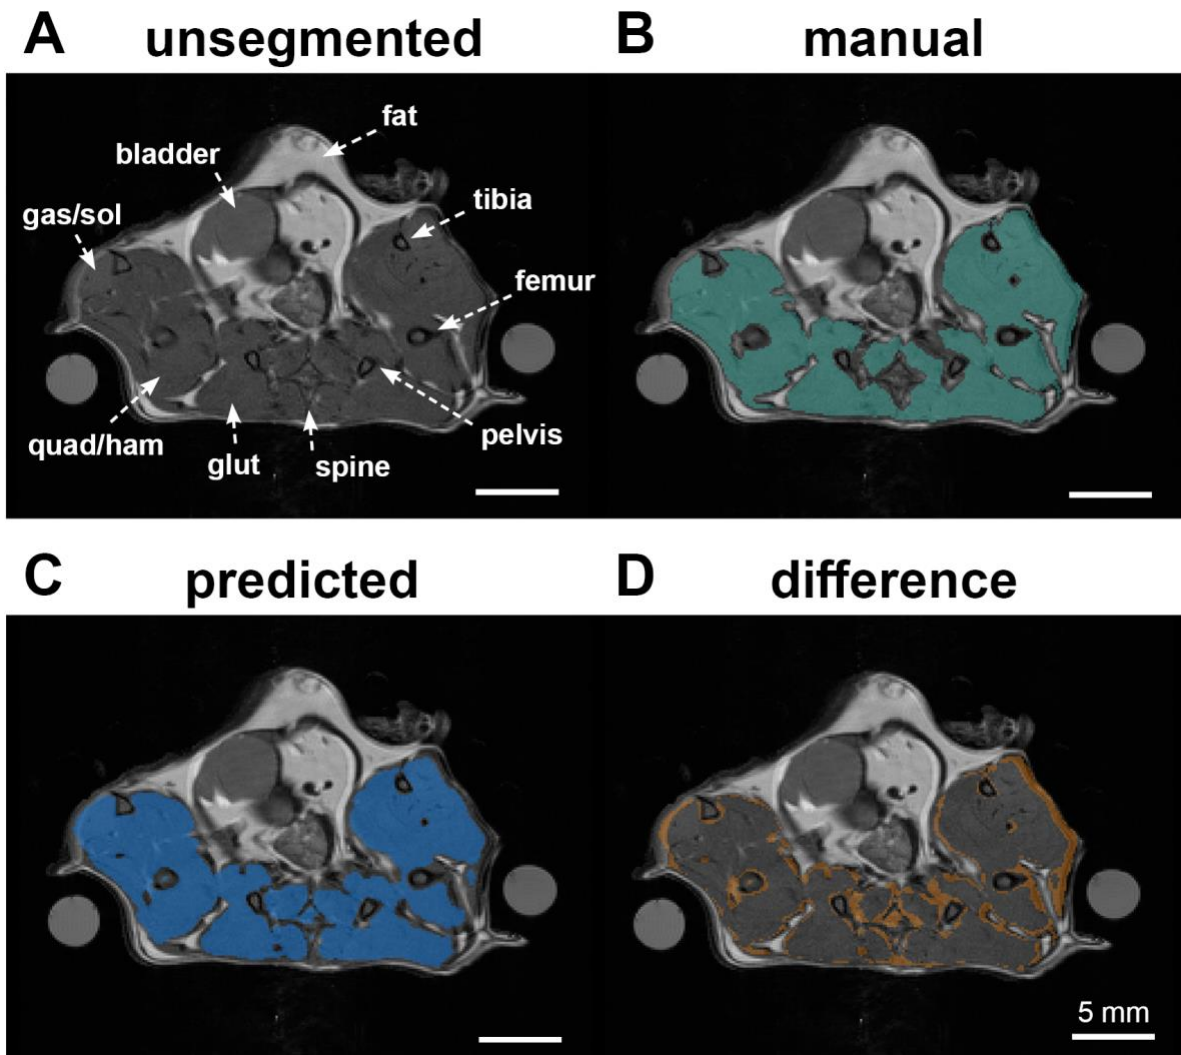 A unsegmented
B manual
fat
bladder
tibia
gas/sol
femur
quad/ham
glut
spine
pelvis
C predicted
D difference
5 mm